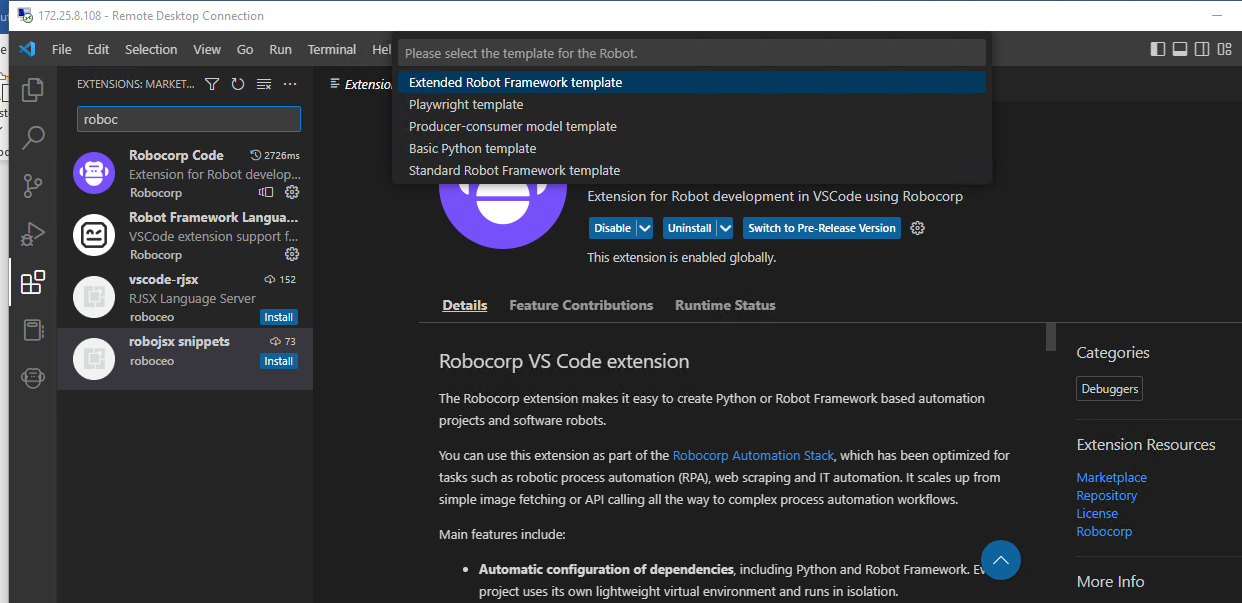 172.25.8.108 - Remote Desktop Connection
File Edit Selection View Go Run Terminal Hel
Please select the template for the Robot.
Extended Robot Framework template
Playwright template
Producer-consumer model template
Basic Python template
Standard Robot Framework template
EXTENSIONS: MARKET...
roboc
Robocorp Code 2726ms
Extension for Robot develop...
Robocorp
Robot Framework Langua...
VSCode extension support f...
Robocorp
vscode-rjsx 152
RJSX Language Server
roboceo Install
robojsx snippets 73
roboceo Install
Extension
Extension for Robot development in VSCode using Robocorp
Disable Uninstall Switch to Pre-Release Version
This extension is enabled globally.
Details Feature Contributions Runtime Status
Robocorp VS Code extension
The Robocorp extension makes it easy to create Python or Robot Framework based automation
projects and software robots.
You can use this extension as part of the Robocorp Automation Stack, which has been optimized for
tasks such as robotic process automation (RPA), web scraping and IT automation. It scales up from
simple image fetching or API calling all the way to complex process automation workflows.
Main features include:
• Automatic configuration of dependencies, including Python and Robot Framework. Ev
project uses its own lightweight virtual environment and runs in isolation.
Categories
Debuggers
Extension Resources
Marketplace
Repository
License
Robocorp
More Info